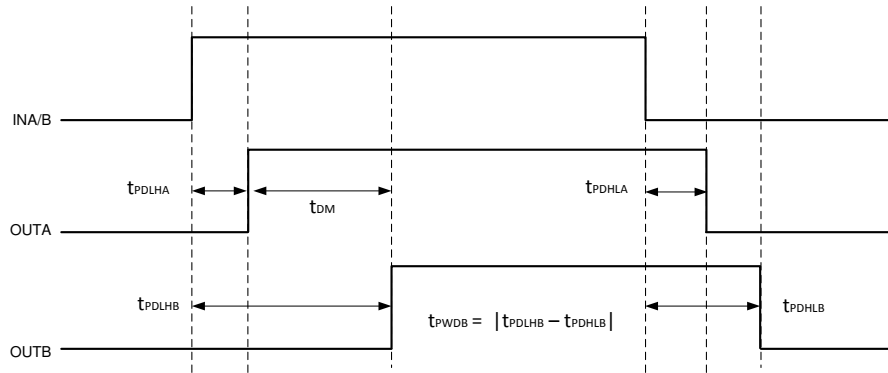 INA/B
tPDLHA
tDM
tPDHLA
OUTA
tPDLHB
tPWDB = |tPDLHB – tPDHLB|
tPDHLB
OUTB